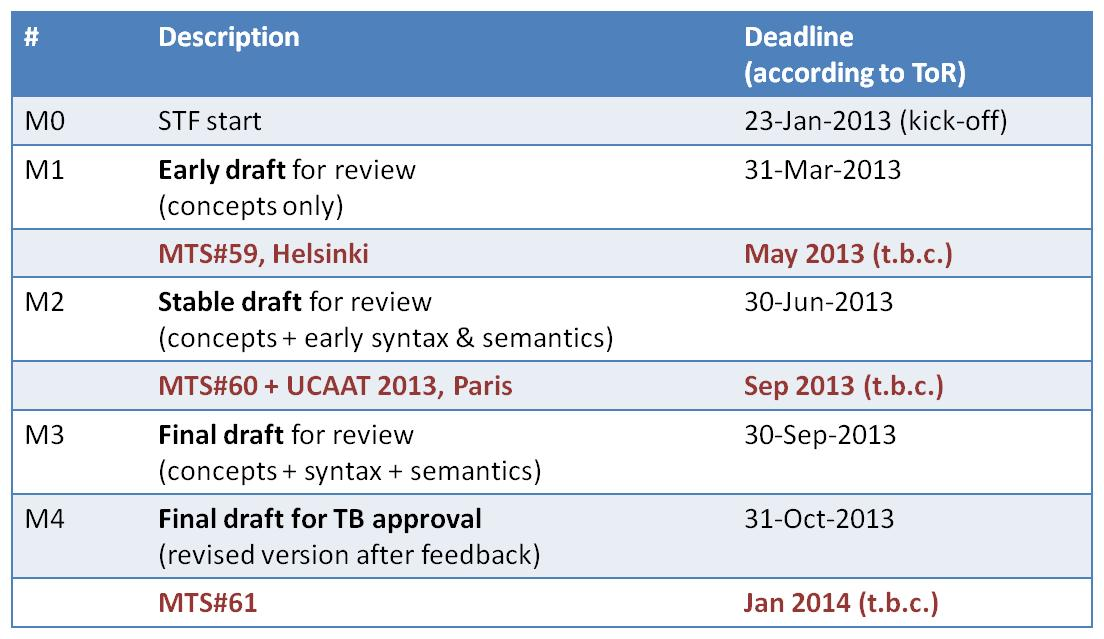 # Description Deadline
(according to ToR)
M0 STF start 23-Jan-2013 (kick-off)
M1 Early draft for review 31-Mar-2013
(concepts only)
MTS#59, Helsinki May 2013 (t.b.c.)
M2 Stable draft for review 30-Jun-2013
(concepts + early syntax & semantics)
MTS#60 + UCAAT 2013, Paris Sep 2013 (t.b.c.)
M3 Final draft for review 30-Sep-2013
(concepts + syntax + semantics)
M4 Final draft for TB approval 31-Oct-2013
(revised version after feedback)
MTS#61 Jan 2014 (t.b.c.)